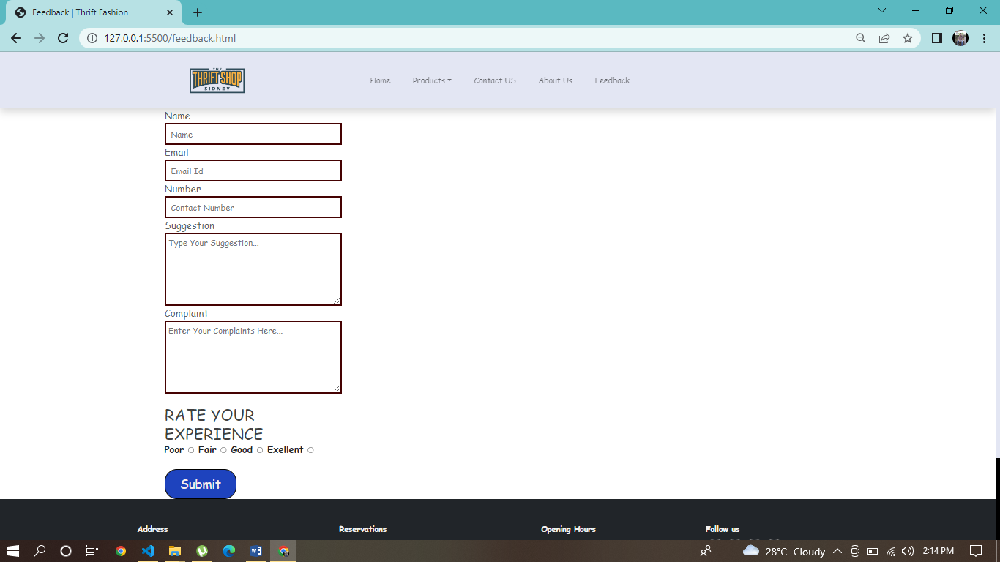 Feedback | Thrift Fashion
127.0.0.1:5500/feedback.html
THE
THRIFT SHOP
SIDNEY
Home Products Contact US About Us Feedback
Name
Name
Email
Email Id
Number
Contact Number
Suggestion
Type Your Suggestion...
Complaint
Enter Your Complaints Here...
RATE YOUR
EXPERIENCE
Poor Fair Good Exellent
Submit
Address Reservations Opening Hours Follow us
28°C Cloudy 2:14 PM